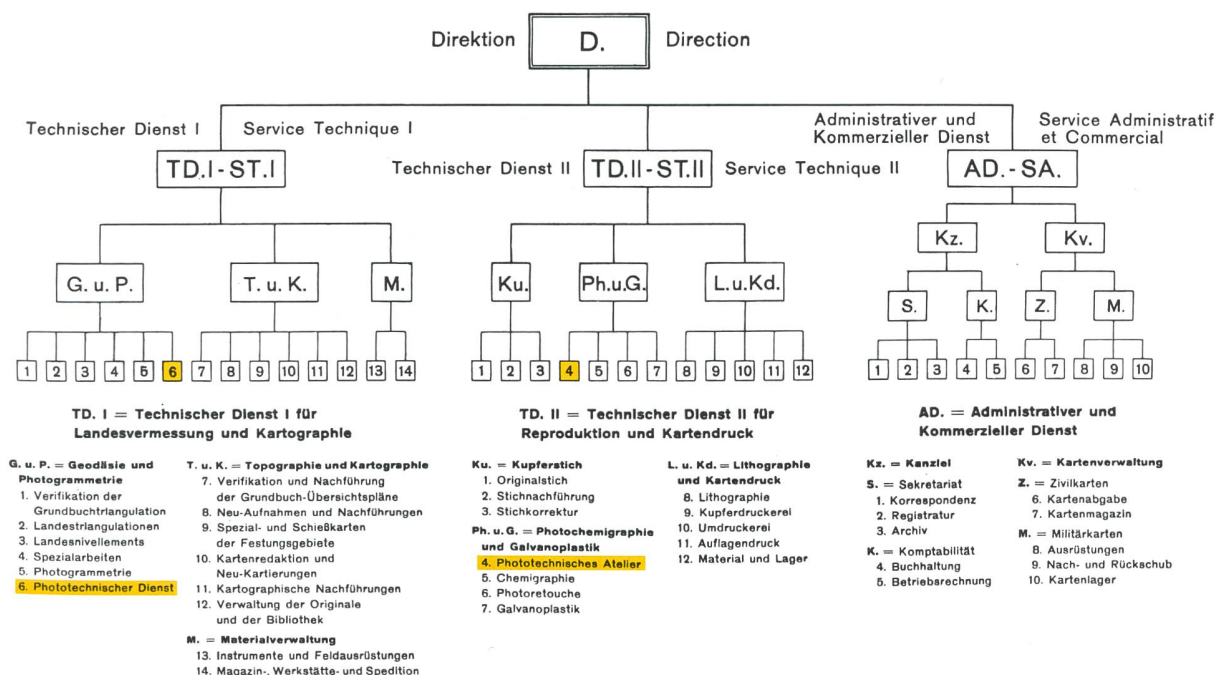 Direktion D. Direction
Technischer Dienst I Service Technique I
TD.I-ST.I
Technischer Dienst II TD.II-ST.II Service Technique II
Administrativer und Kommerzieller Dienst
Service Administratif et Commercial
AD.-SA.
G. u. P. T. u. K. M.
Ku. Ph.u.G. L.u.Kd.
Kz. Kv.
S. K. Z. M.
1 2 3 4 5 6 7 8 9 10 11 12 13 14
1 2 3 4 5 6 7 8 9 10 11 12
1 2 3 4 5 6 7 8 9 10
TD. I = Technischer Dienst I für
Landesvermessung und Kartographie
G. u. P. = Geodäsie und
Photogrammetrie
1. Verifikation der
Grundbuchtriangulation
2. Landestriangulationen
3. Landesnivellements
4. Spezialarbeiten
5. Photogrammetrie
6. Phototechnischer Dienst
T. u. K. = Topographie und Kartographie
7. Verifikation und Nachführung
der Grundbuch-Übersichtspläne
8. Neu-Aufnahmen und Nachführungen
9. Spezial- und Schießkarten
der Festungsgebiete
10. Kartenredaktion und
Neu-Kartierungen
11. Kartographische Nachführungen
12. Verwaltung der Originale
und der Bibliothek
M. = Materialverwaltung
13. Instrumente und Feldausrüstungen
14. Magazin-, Werkstätte- und Spedition
TD. II = Technischer Dienst II für
Reproduktion und Kartendruck
Ku. = Kupferstich
1. Originalstich
2. Stichnachführung
3. Stichkorrektur
Ph. u. G. = Photochemigraphie
und Galvanoplastik
4. Phototechnisches Atelier
5. Chemigraphie
6. Photoretouche
7. Galvanoplastik
L. u. Kd. = Lithographie
und Kartendruck
8. Lithographie
9. Kupferdruckerei
10. Umdruckerei
11. Auflagendruck
12. Material und Lager
AD. = Administrativer und
Kommerzieller Dienst
Kz. = Kanzlei
S. = Sekretariat
1. Korrespondenz
2. Registratur
3. Archiv
K. = Komptabilität
4. Buchhaltung
5. Betriebsrechnung
Kv. = Kartenverwaltung
Z. = Zivilkarten
6. Kartenabgabe
7. Kartenmagazin
M. = Militärkarten
8. Ausrüstungen
9. Nach- und Rückschub
10. Kartenlager